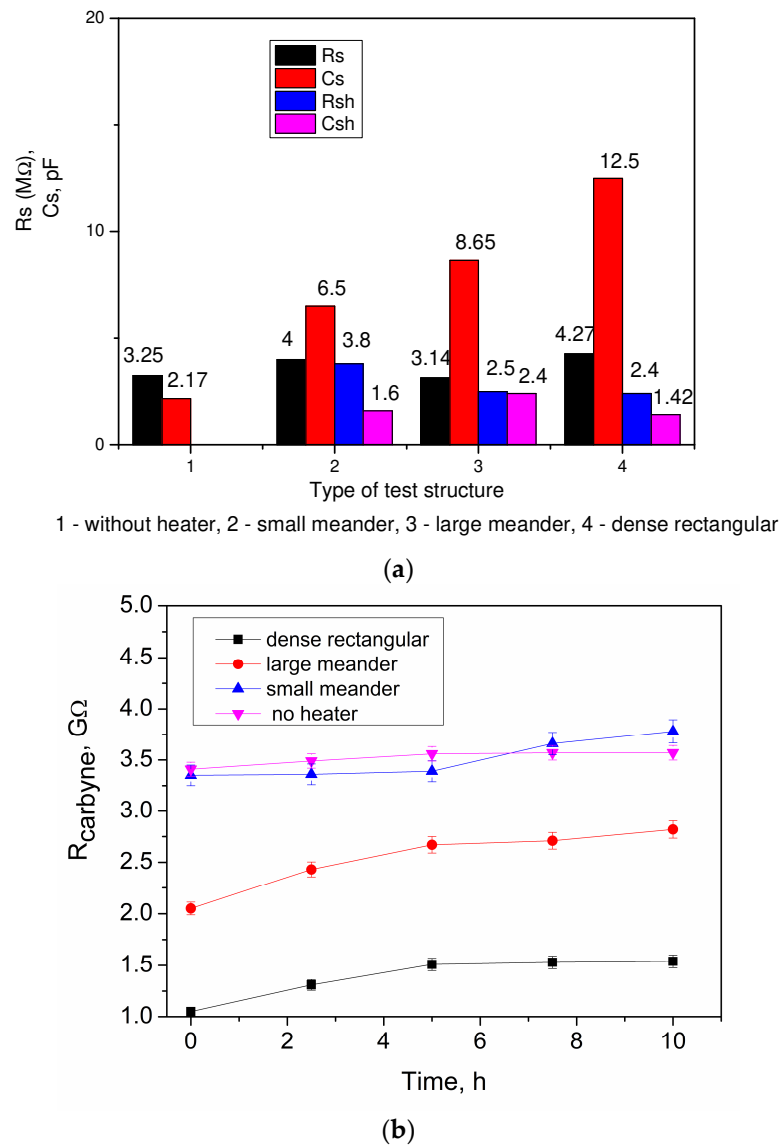 20
Rs
Cs
Rsh
Csh
12.5
Rs (MΩ),
Cs, pF
10
8.65
6.5
4
3.8
4.27
3.25
3.14
2.17
2.5
2.4
2.4
1.6
1.42
0
1
2
3
4
Type of test structure
1 - without heater, 2 - small meander, 3 - large meander, 4 - dense rectangular
(a)
5.0
dense rectangular
large meander
small meander
no heater
4.5
4.0
3.5
3.0
2.5
2.0
1.5
1.0
Rcarbyne, GΩ
0
2
4
6
8
10
Time, h
(b)